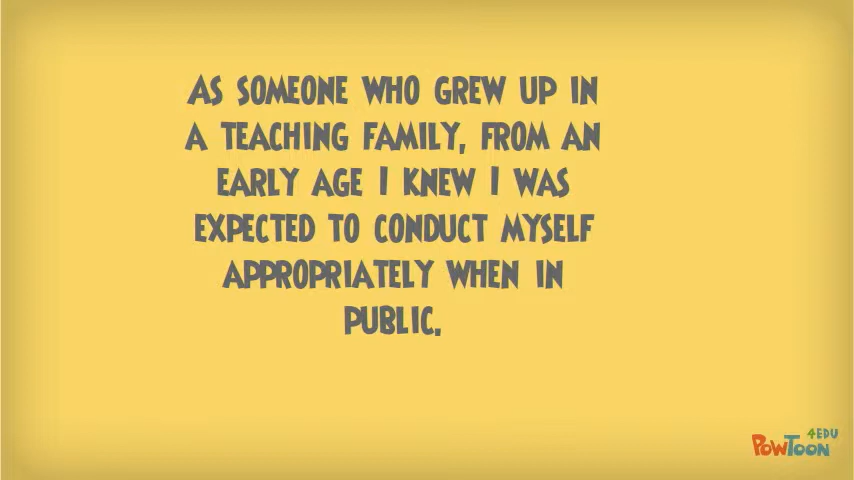 AS SOMEONE WHO GREW UP IN
A TEACHING FAMILY, FROM AN
EARLY AGE I KNEW I WAS
EXPECTED TO CONDUCT MYSELF
APPROPRIATELY WHEN IN
PUBLIC.
4EDU
POWTOON